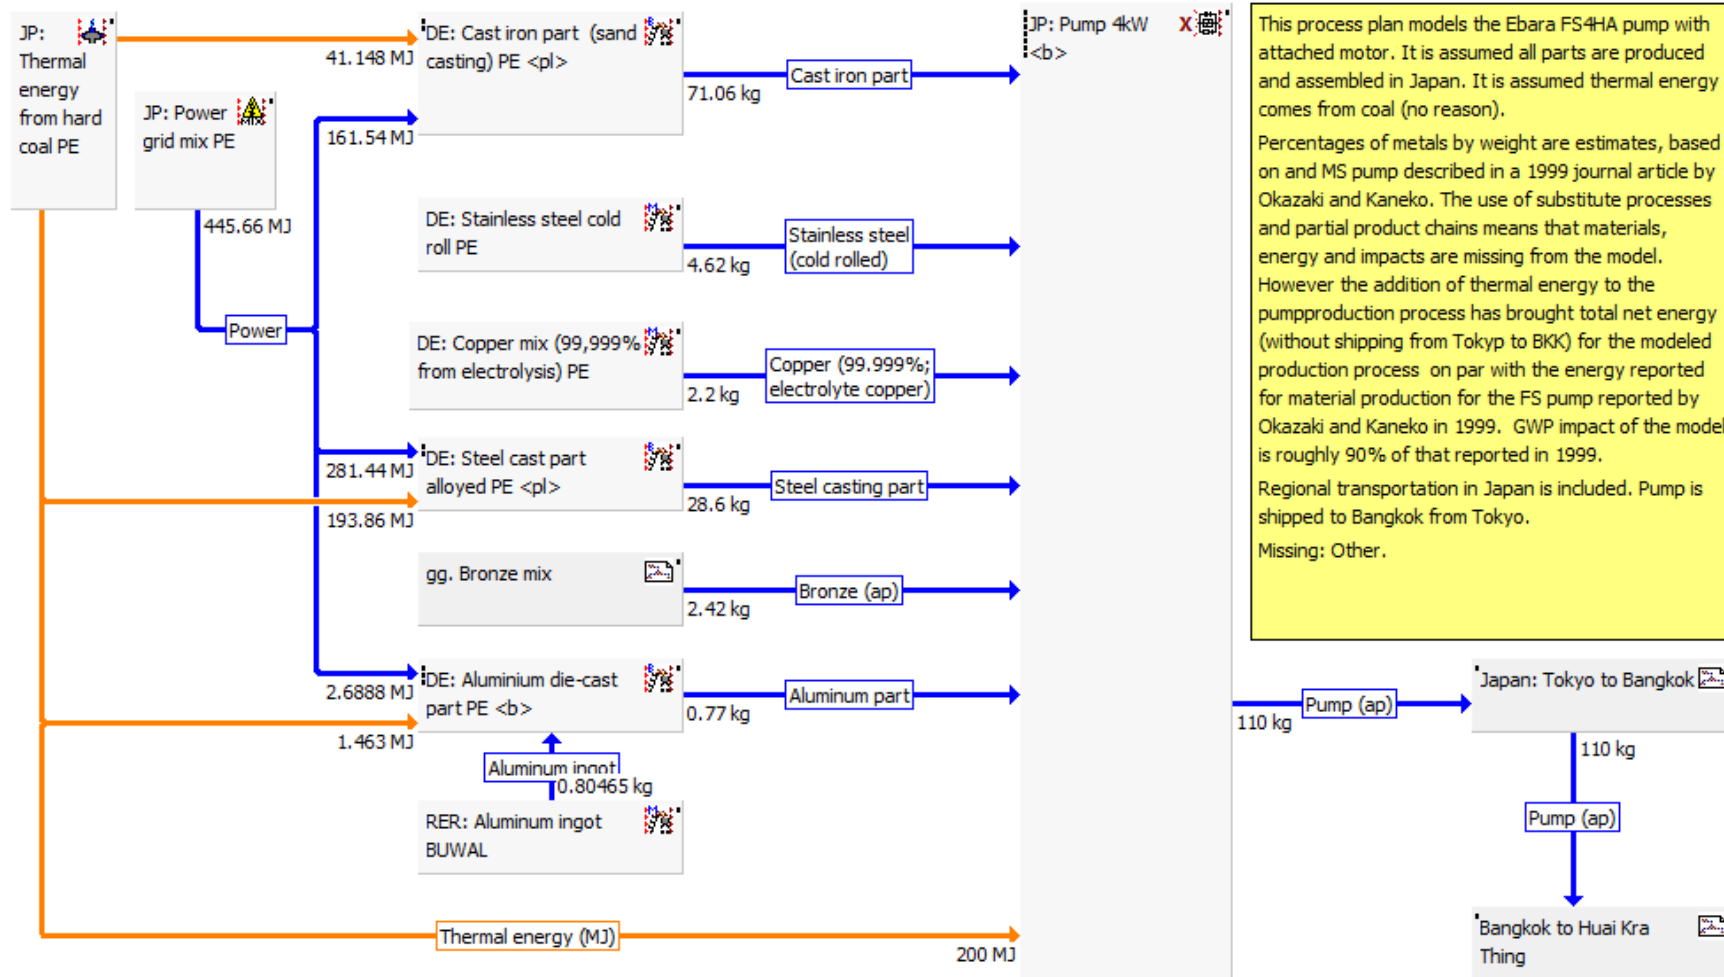 JP:
Thermal
energy
from hard
coal PE
JP: Power
grid mix PE
445.66 MJ
Power
41.148 MJ
161.54 MJ
DE: Cast iron part (sand
casting) PE <pl>
71.06 kg
Cast iron part
DE: Stainless steel cold
roll PE
4.62 kg
Stainless steel
(cold rolled)
DE: Copper mix (99,999%
from electrolysis) PE
2.2 kg
Copper (99.999%;
electrolyte copper)
281.44 MJ
193.86 MJ
DE: Steel cast part
alloyed PE <pl>
28.6 kg
Steel casting part
gg. Bronze mix
2.42 kg
Bronze (ap)
2.6888 MJ
1.463 MJ
DE: Aluminium die-cast
part PE <b>
0.77 kg
Aluminum part
Aluminum ingot
0.80465 kg
RER: Aluminum ingot
BUWAL
Thermal energy (MJ)
200 MJ
JP: Pump 4kW
<b>
X
This process plan models the Ebara FS4HA pump with
attached motor. It is assumed all parts are produced
and assembled in Japan. It is assumed thermal energy
comes from coal (no reason).
Percentages of metals by weight are estimates, based
on and MS pump described in a 1999 journal article by
Okazaki and Kaneko. The use of substitute processes
and partial product chains means that materials,
energy and impacts are missing from the model.
However the addition of thermal energy to the
pumpproduction process has brought total net energy
(without shipping from Tokyp to BKK) for the modeled
production process on par with the energy reported
for material production for the FS pump reported by
Okazaki and Kaneko in 1999. GWP impact of the model
is roughly 90% of that reported in 1999.
Regional transportation in Japan is included. Pump is
shipped to Bangkok from Tokyo.
Missing: Other.
110 kg
Pump (ap)
Japan: Tokyo to Bangkok
110 kg
Pump (ap)
Bangkok to Huai Kra
Thing